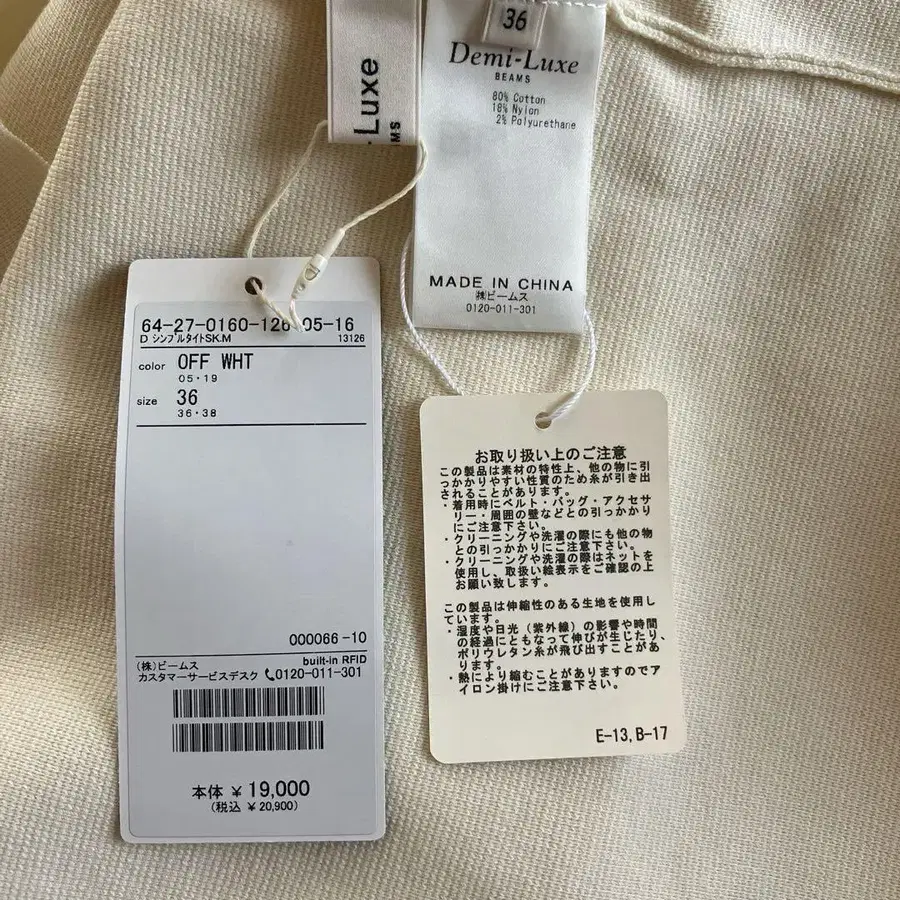 Luxe
MS
36
Demi-Luxe
BEAMS
80% Cotton
18% Nylon
2% Polyurethane
MADE IN CHINA
㈱ビームス
0120-011-301
64-27-0160-126 05-16
D シンプルタイトSK.M 13126
color OFF WHT
05・19
size 36
36・38
000066 -10
built-in RFID
(株)ビームス
カスタマーサービスデスク 0120-011-301
本体 ¥ 19,000
(税込 ¥ 20,900)
お取り扱い上のご注意
この製品は素材の特性上、他の物に引
っかかりやすい性質のため糸が引き出
されることがあります。
・着用時にベルト・バッグ・アクセサ
リー・周囲の壁などとの引っかかり
にご注意下さい。
・クリーニングや洗濯の際にも他の物
との引っかかりにご注意下さい。
・クリーニングや洗濯の際はネットを
使用し、取扱い絵表示をご確認の上
お願い致します。
この製品は伸縮性のある生地を使用し
ています。
・湿度や日光（紫外線）の影響や時間
の経過にともなって伸びが生じたり、
ポリウレタン糸が飛び出すことがあ
ります。
・熱により縮むことがありますのでア
イロン掛けにご注意下さい。
E-13, B-17